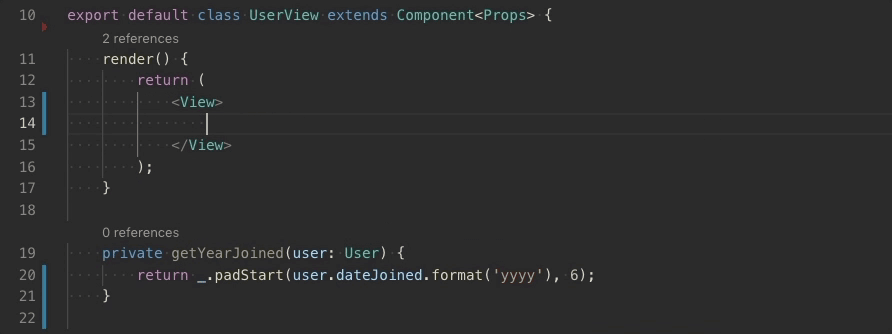 10 export default class UserView extends Component<Props> {
2 references
11 render() {
12 return (
13 <View>
14
15 </View>
16 );
17 }
18
0 references
19 private getYearJoined(user: User) {
20 return _.padStart(user.dateJoined.format('yyyy'), 6);
21 }
22